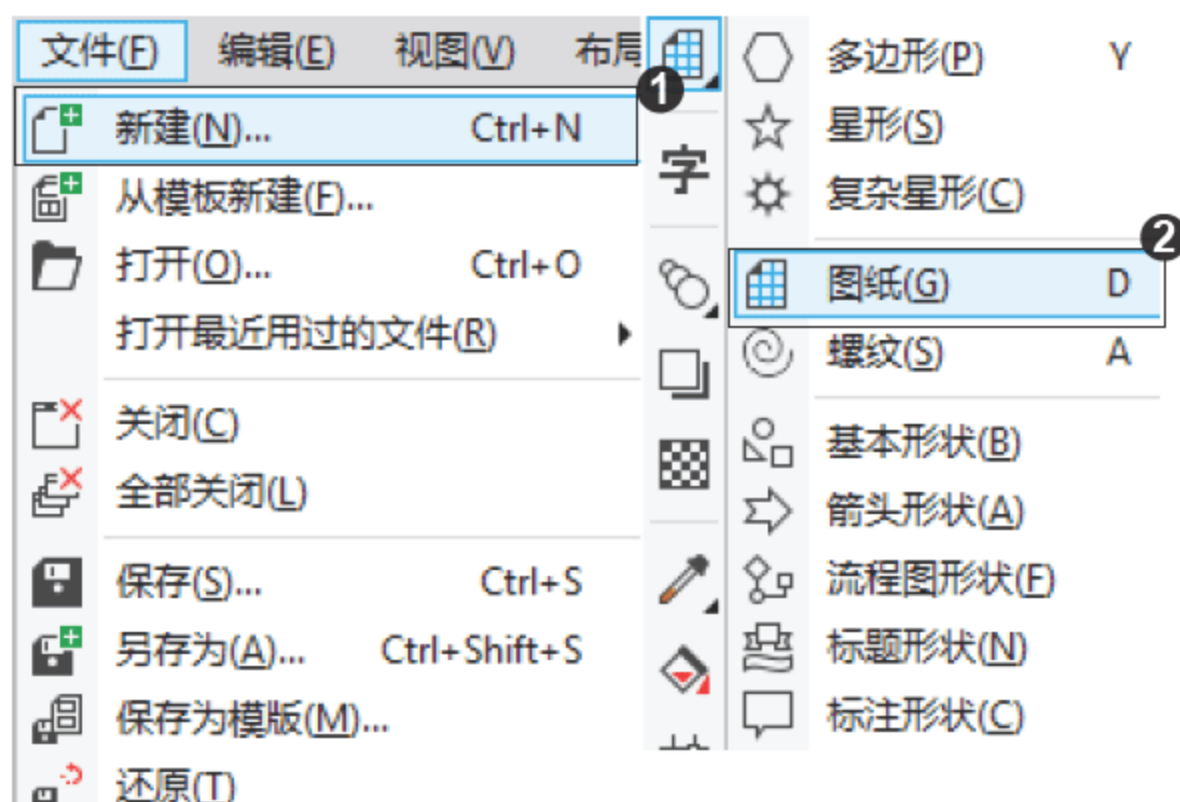 文件(F) 编辑(E) 视图(V) 布局
1
新建(N)... Ctrl+N
从模板新建(F)...
打开(O)... Ctrl+O
打开最近用过的文件(R)
关闭(C)
全部关闭(L)
保存(S)... Ctrl+S
另存为(A)... Ctrl+Shift+S
保存为模版(M)...
还原(T)
字
多边形(P) Y
星形(S)
复杂星形(C)
2
图纸(G) D
螺纹(S) A
基本形状(B)
箭头形状(A)
流程图形状(F)
标题形状(N)
标注形状(C)